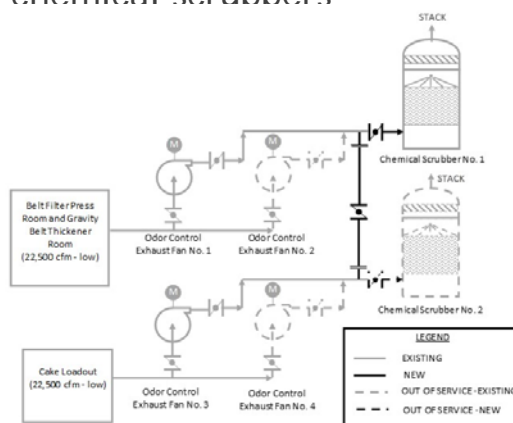 chemical scrubbers
STACK
M
M
Chemical Scrubber No. 1
STACK
Belt Filter Press
Room and Gravity
Belt Thickener
Room
(22,500 cfm - low)
Odor Control
Exhaust Fan No. 1
Odor Control
Exhaust Fan No. 2
M
M
Chemical Scrubber No. 2
Cake Loadout
(22,500 cfm - low)
Odor Control
Exhaust Fan No. 3
Odor Control
Exhaust Fan No. 4
LEGEND
EXISTING
NEW
OUT OF SERVICE -EXISTING
OUT OF SERVICE -NEW